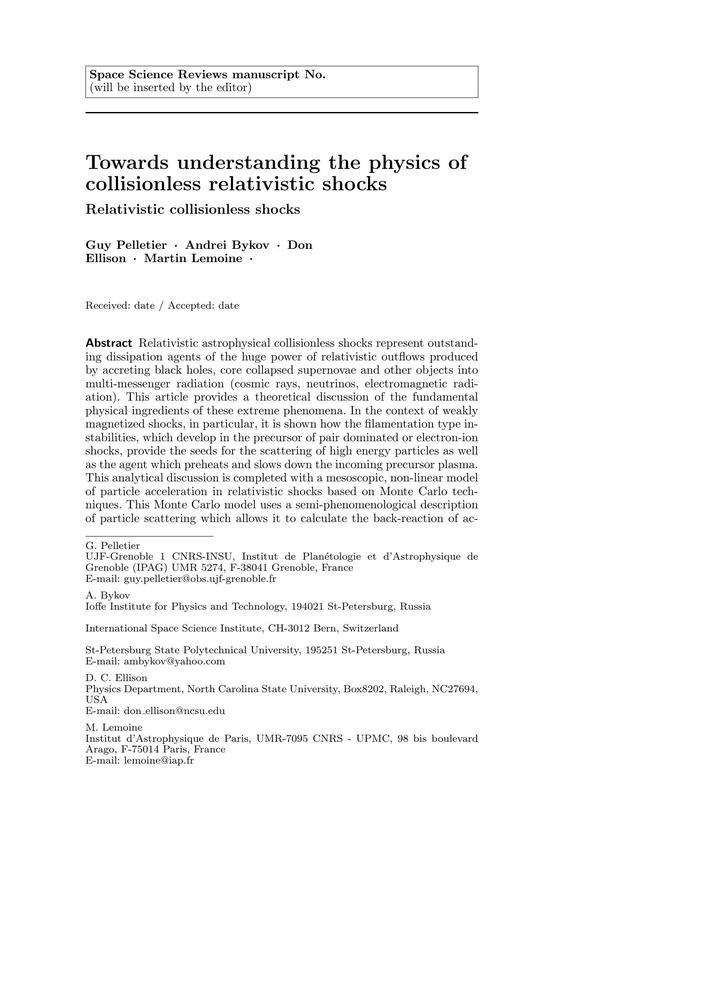 Space Science Reviews manuscript No.
(will be inserted by the editor)
Towards understanding the physics of
collisionless relativistic shocks
Relativistic collisionless shocks
Guy Pelletier · Andrei Bykov · Don
Ellison · Martin Lemoine ·
Received: date / Accepted: date
Abstract Relativistic astrophysical collisionless shocks represent outstand-
ing dissipation agents of the huge power of relativistic outflows produced
by accreting black holes, core collapsed supernovae and other objects into
multi-messenger radiation (cosmic rays, neutrinos, electromagnetic radi-
ation). This article provides a theoretical discussion of the fundamental
physical ingredients of these extreme phenomena. In the context of weakly
magnetized shocks, in particular, it is shown how the filamentation type in-
stabilities, which develop in the precursor of pair dominated or electron-ion
shocks, provide the seeds for the scattering of high energy particles as well
as the agent which preheats and slows down the incoming precursor plasma.
This analytical discussion is completed with a mesoscopic, non-linear model
of particle acceleration in relativistic shocks based on Monte Carlo tech-
niques. This Monte Carlo model uses a semi-phenomenological description
of particle scattering which allows it to calculate the back-reaction of ac-
G. Pelletier
UJF-Grenoble 1 CNRS-INSU, Institut de Planétologie et d'Astrophysique de
Grenoble (IPAG) UMR 5274, F-38041 Grenoble, France
E-mail: guy.pelletier@obs.ujf-grenoble.fr
A. Bykov
Ioffe Institute for Physics and Technology, 194021 St-Petersburg, Russia
International Space Science Institute, CH-3012 Bern, Switzerland
St-Petersburg State Polytechnical University, 195251 St-Petersburg, Russia
E-mail: ambykov@yahoo.com
D. C. Ellison
Physics Department, North Carolina State University, Box8202, Raleigh, NC27694,
USA
E-mail: don_ellison@ncsu.edu
M. Lemoine
Institut d'Astrophysique de Paris, UMR-7095 CNRS - UPMC, 98 bis boulevard
Arago, F-75014 Paris, France
E-mail: lemoine@iap.fr